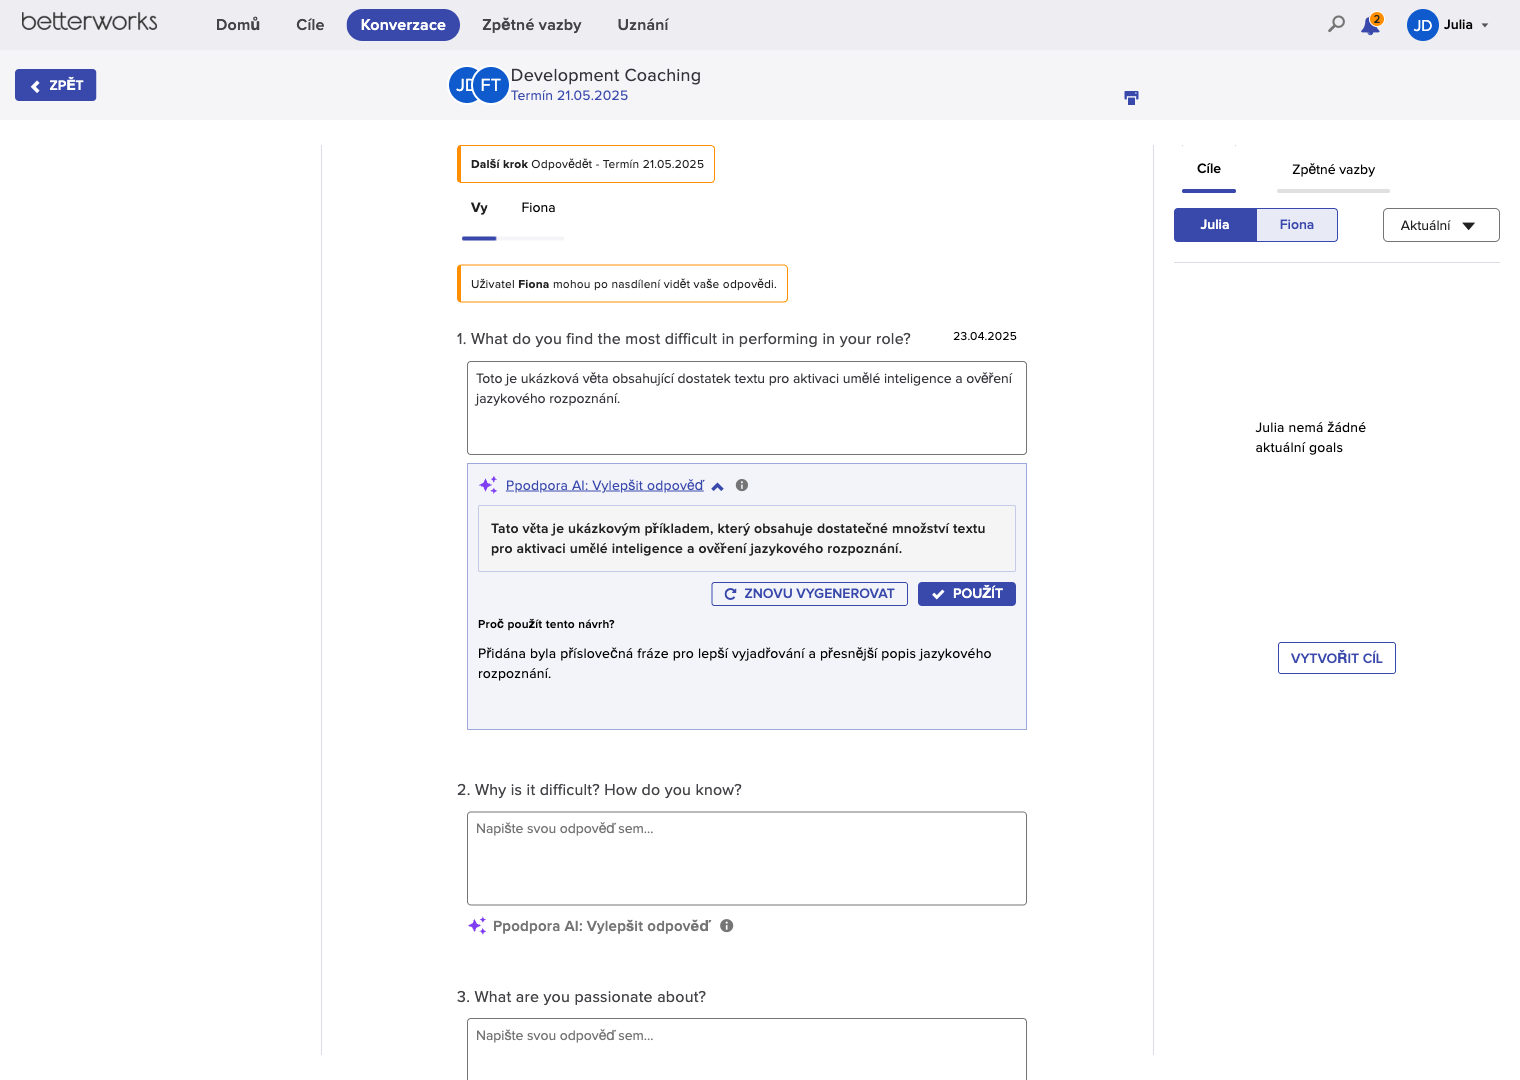 betterworks
Domů
Cíle
Konverzace
Zpětné vazby
Uznání
2
JD
Julia
ZPĚT
FT
Development Coaching
Termín 21.05.2025
Další krok Odpovědět - Termín 21.05.2025
Vy
Fiona
Uživatel Fiona mohou po nasdílení vidět vaše odpovědi.
1. What do you find the most difficult in performing in your role?
23.04.2025
Toto je ukázková věta obsahující dostatek textu pro aktivaci umělé inteligence a ověření
jazykového rozpoznání.
Ppodpora AI: Vylepšit odpověď
Tato věta je ukázkovým příkladem, který obsahuje dostatečné množství textu
pro aktivaci umělé inteligence a ověření jazykového rozpoznání.
ZNOVU VYGENEROVAT
POUŽÍT
Proč použít tento návrh?
Přidána byla příslovečná fráze pro lepší vyjadřování a přesnější popis jazykového
rozpoznání.
2. Why is it difficult? How do you know?
Napište svou odpověď sem...
Ppodpora AI: Vylepšit odpověď
3. What are you passionate about?
Napište svou odpověď sem...
Cíle
Zpětné vazby
Julia
Fiona
Aktuální
Julia nemá žádné
aktuální goals
VYTVOŘIT CÍL